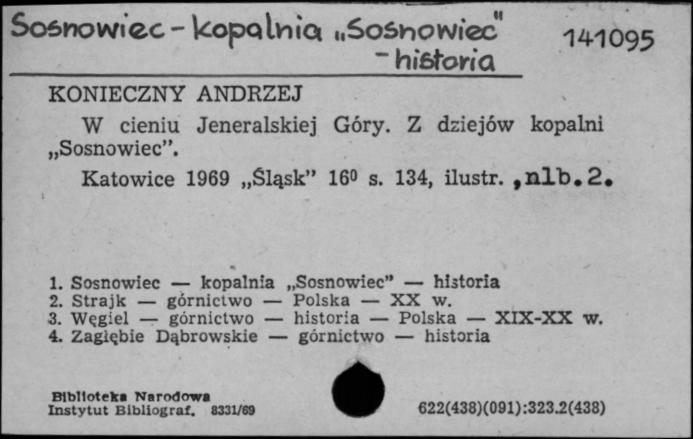 Sosnowiec - kopalnia „Sosnowiec"
- historia
141095
KONIECZNY ANDRZEJ
W cieniu Jeneralskiej Góry. Z dziejów kopalni
„Sosnowiec”.
Katowice 1969 „Śląsk” 16⁰ s. 134, ilustr. , nlb. 2.
1. Sosnowiec — kopalnia „Sosnowiec” — historia
2. Strajk — górnictwo — Polska — XX w.
3. Węgiel — górnictwo — historia — Polska — XIX-XX w.
4. Zagłębie Dąbrowskie — górnictwo — historia
Biblioteka Narodowa
Instytut Bibliograf. 8331/69
622(438)(091):323.2(438)